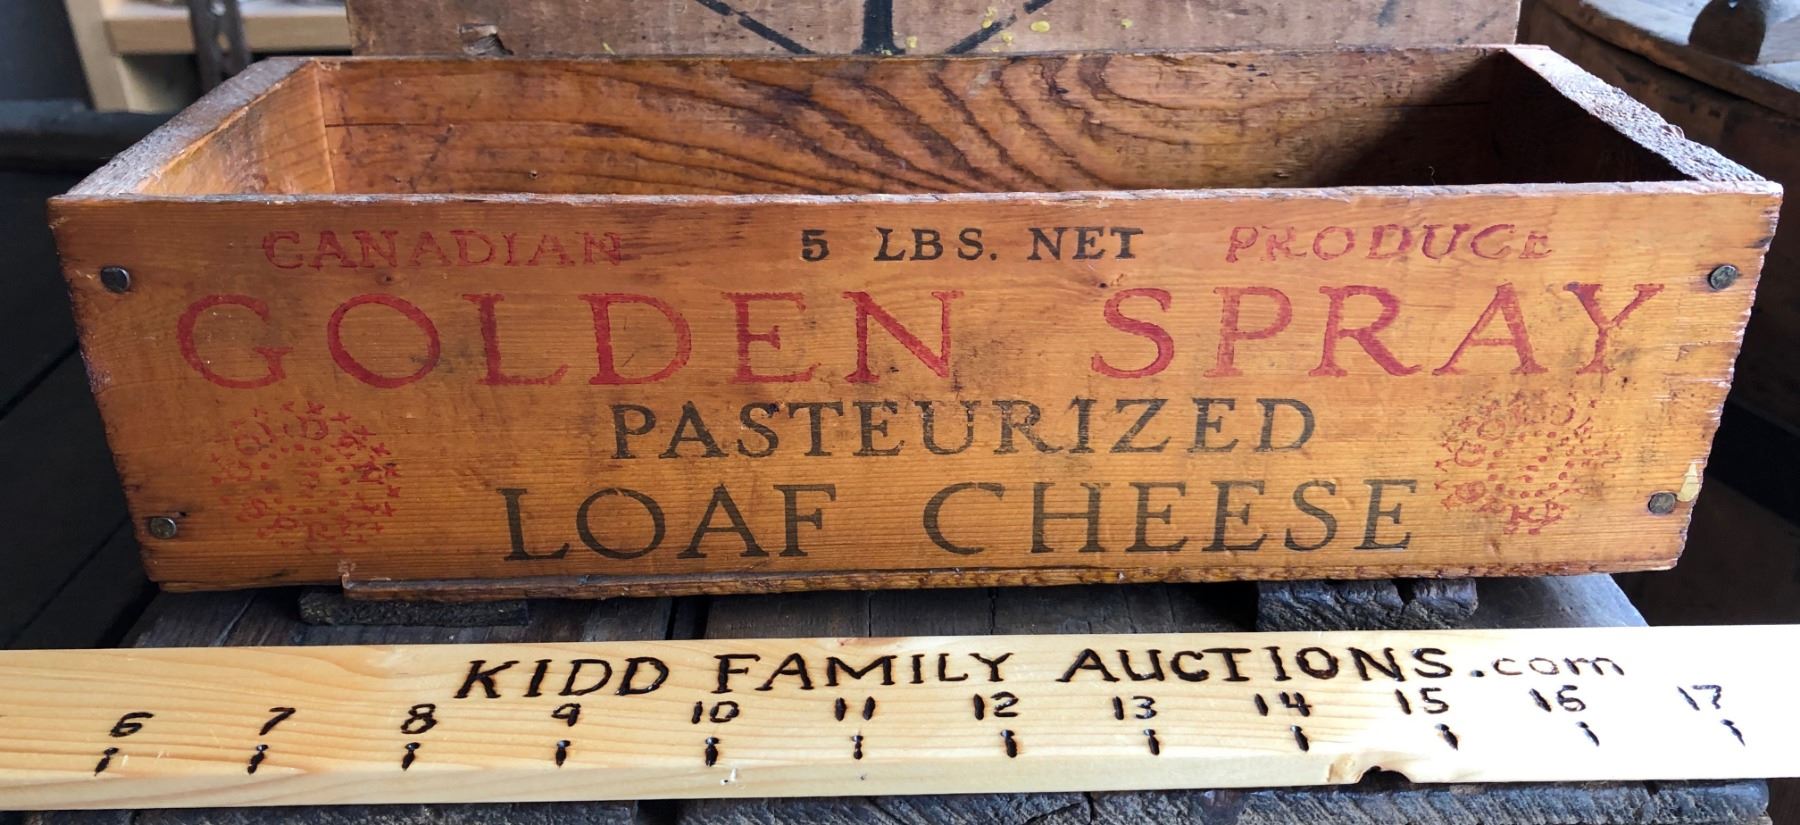 CANADIAN 5 LBS. NET PRODUCE
GOLDEN SPRAY
PASTEURIZED
LOAF CHEESE
KIDD FAMILY AUCTIONS.com
6 7 8 9 10 11 12 13 14 15 16 17